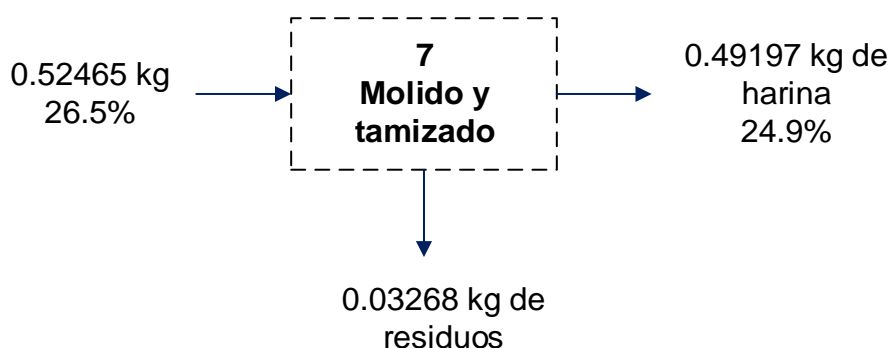 0.52465 kg
26.5%
7
Molido y
tamizado
0.49197 kg de
harina
24.9%
0.03268 kg de
residuos